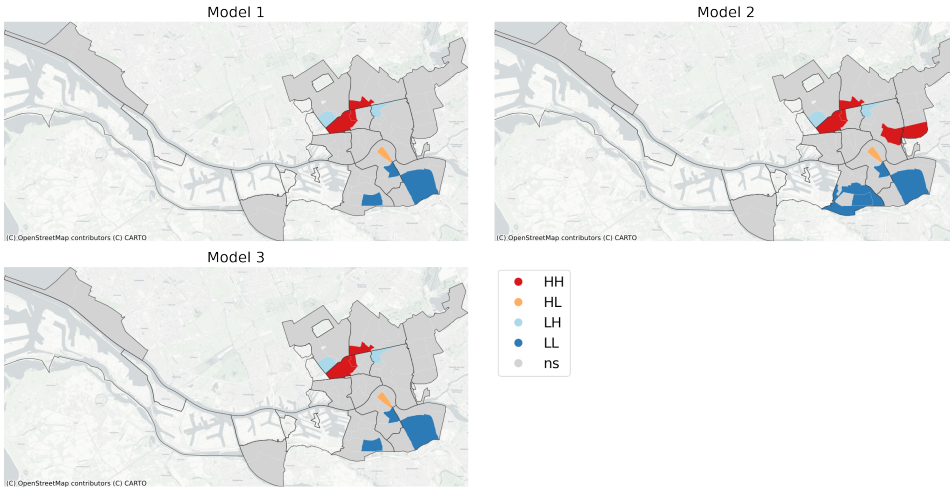 Model 1
Model 2
(C) OpenStreetMap contributors (C) CARTO
(C) OpenStreetMap contributors (C) CARTO
Model 3
HH
HL
LH
LL
ns
(C) OpenStreetMap contributors (C) CARTO